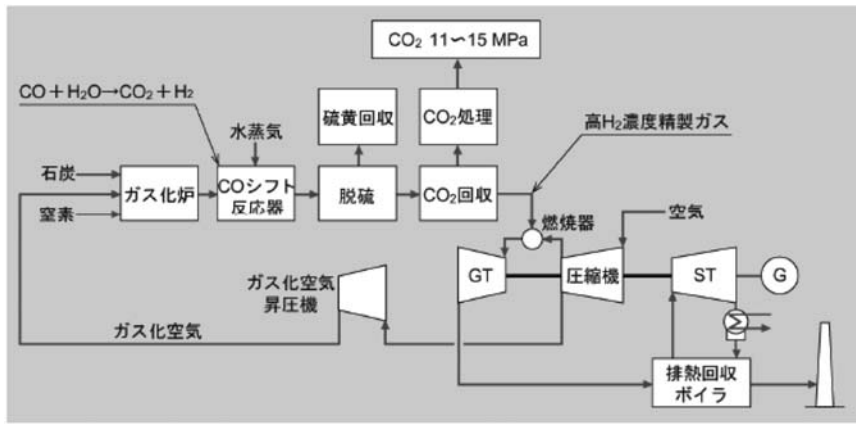 CO₂ 11～15 MPa
CO＋H₂O→CO₂＋H₂
水蒸気
硫黄回収
CO₂処理
高H₂濃度精製ガス
石炭
窒素
ガス化炉
COシフト
反応器
脱硫
CO₂回収
燃焼器
空気
GT
圧縮機
ST
G
ガス化空気
昇圧機
ガス化空気
排熱回収
ボイラ